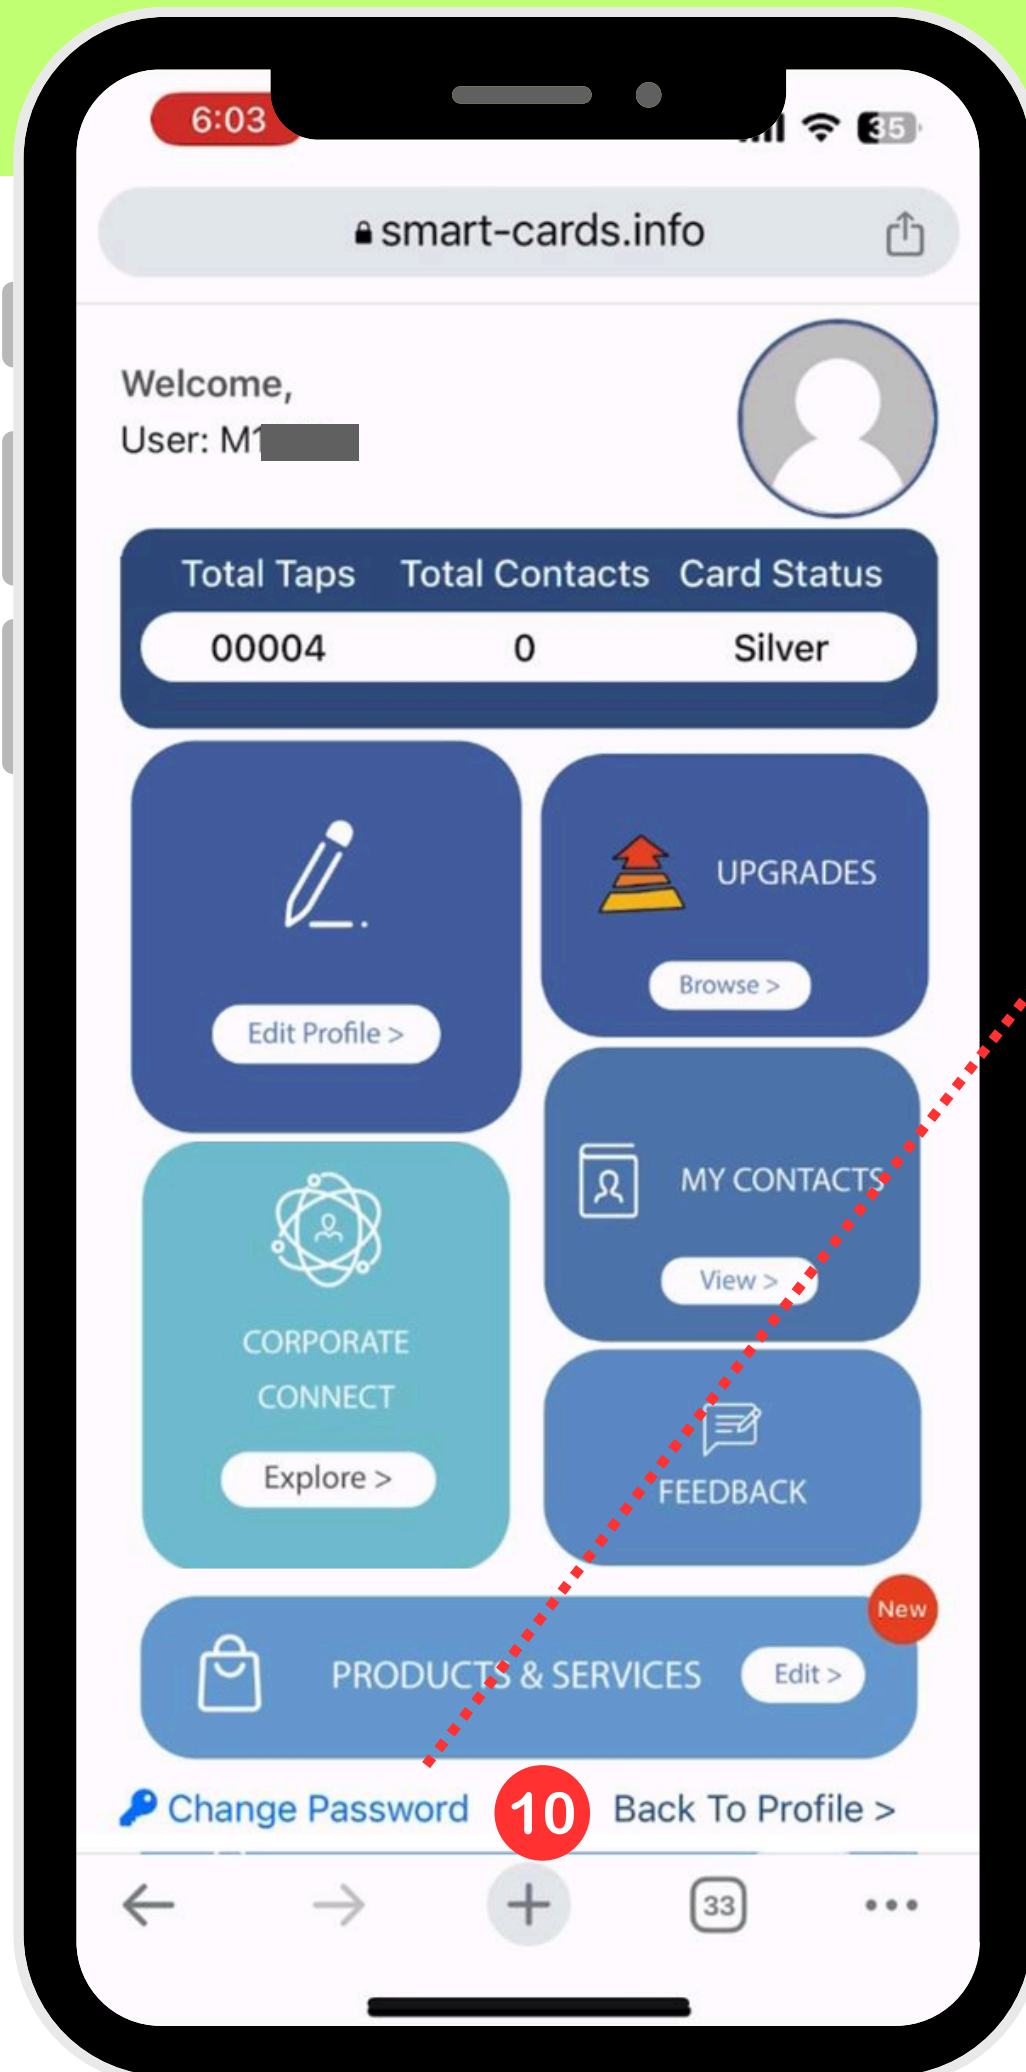 6:03
35
smart-cards.info
Welcome,
User: M1
Total Taps Total Contacts Card Status
00004 0 Silver
UPGRADES
Browse >
Edit Profile >
MY CONTACTS
View >
CORPORATE
CONNECT
Explore >
FEEDBACK
New
PRODUCTS & SERVICES Edit >
Change Password 10 Back To Profile >
33